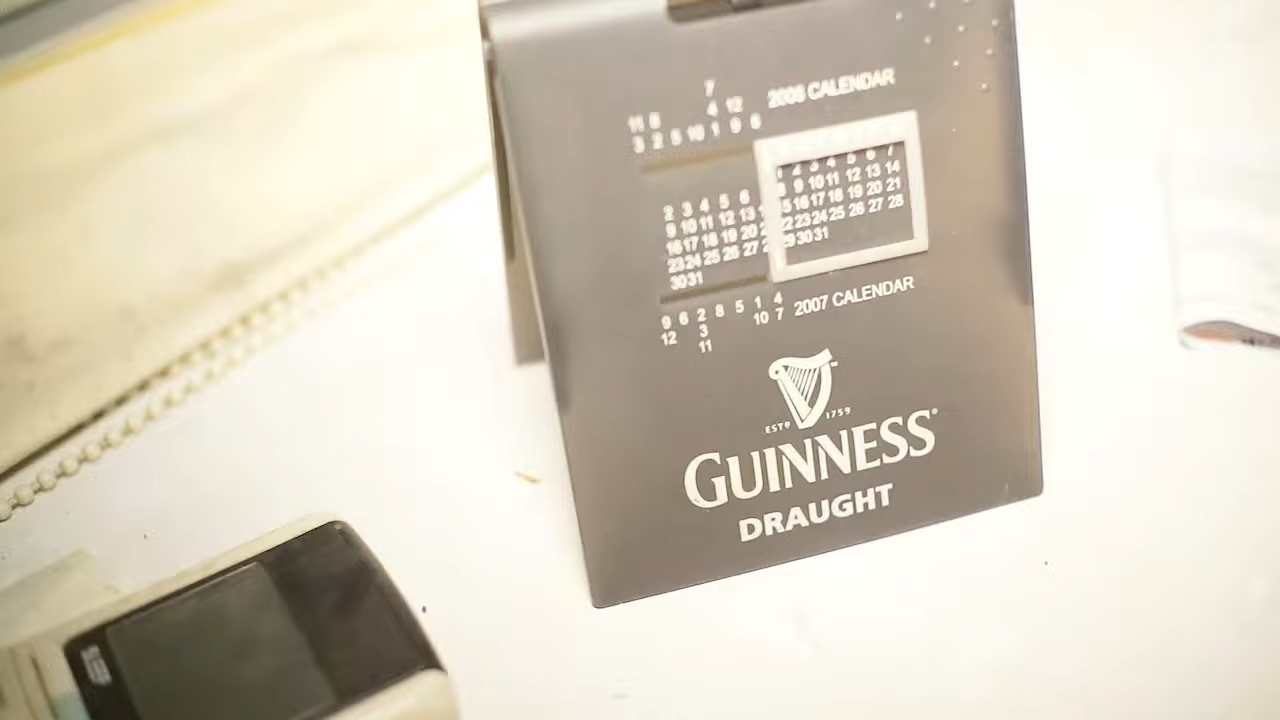 7
4 12
11 8
3 2 5 10 1 9 6
2008 CALENDAR
1 2 3 4 5 6 7
2 3 4 5 6 8 9 10 11 12 13 14
9 10 11 12 13 15 16 17 18 19 20 21
16 17 18 19 20 22 23 24 25 26 27 28
23 24 25 26 27 29 30 31
30 31
9 6 2 8 5 1 4 2007 CALENDAR
12 3 10 7
11
ESTD 1759
GUINNESS
DRAUGHT